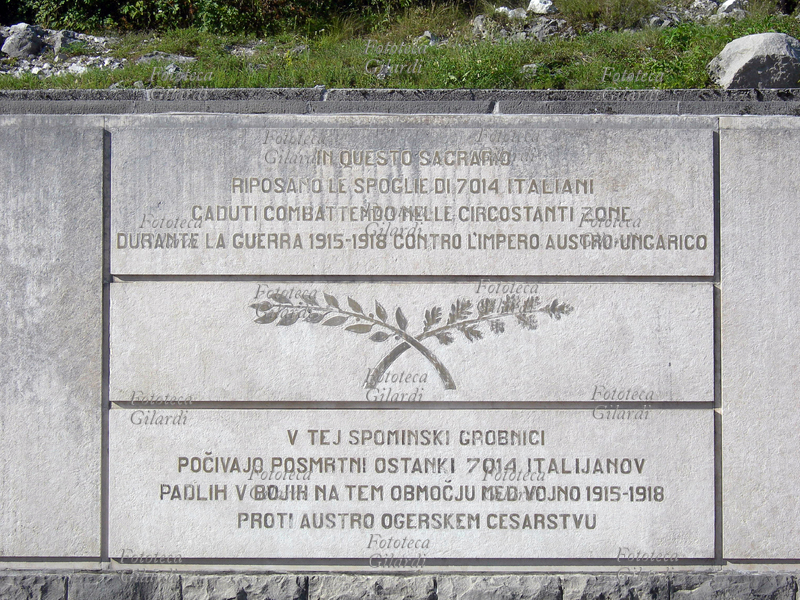 IN QUESTO SACRARIO
RIPOSANO LE SPOGLIE DI 7014 ITALIANI
CADUTI COMBATTENDO NELLE CIRCOSTANTI ZONE
DURANTE LA GUERRA 1915-1918 CONTRO L'IMPERO AUSTRO-UNGARICO
V TEJ SPOMINSKI GROBNICI
POČIVAJO POSMRTNI OSTANKI 7014 ITALIJANOV
PADLIH V BOJIH NA TEM OBMOČJU MED VOJNO 1915-1918
PROTI AUSTRO OGERSKEM CESARSTVU
Fototeca
Gilardi